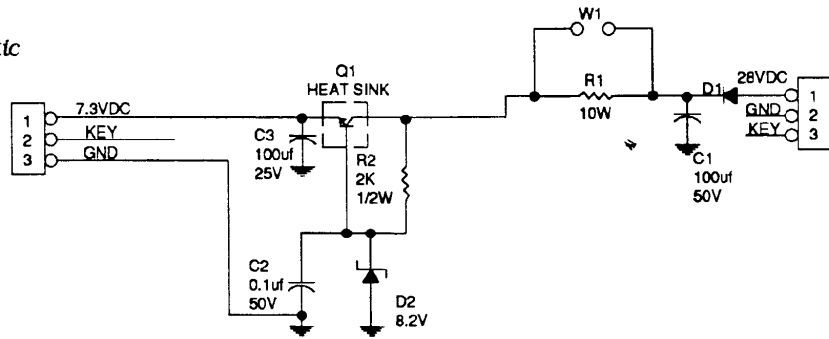 tic
W1
Q1
HEAT SINK
R1
10W
D1
28VDC
1
2
3
7.3VDC
KEY
GND
C3
100uf
25V
R2
2K
1/2W
C1
100uf
50V
GND
KEY
1
2
3
C2
0.1uf
50V
D2
8.2V